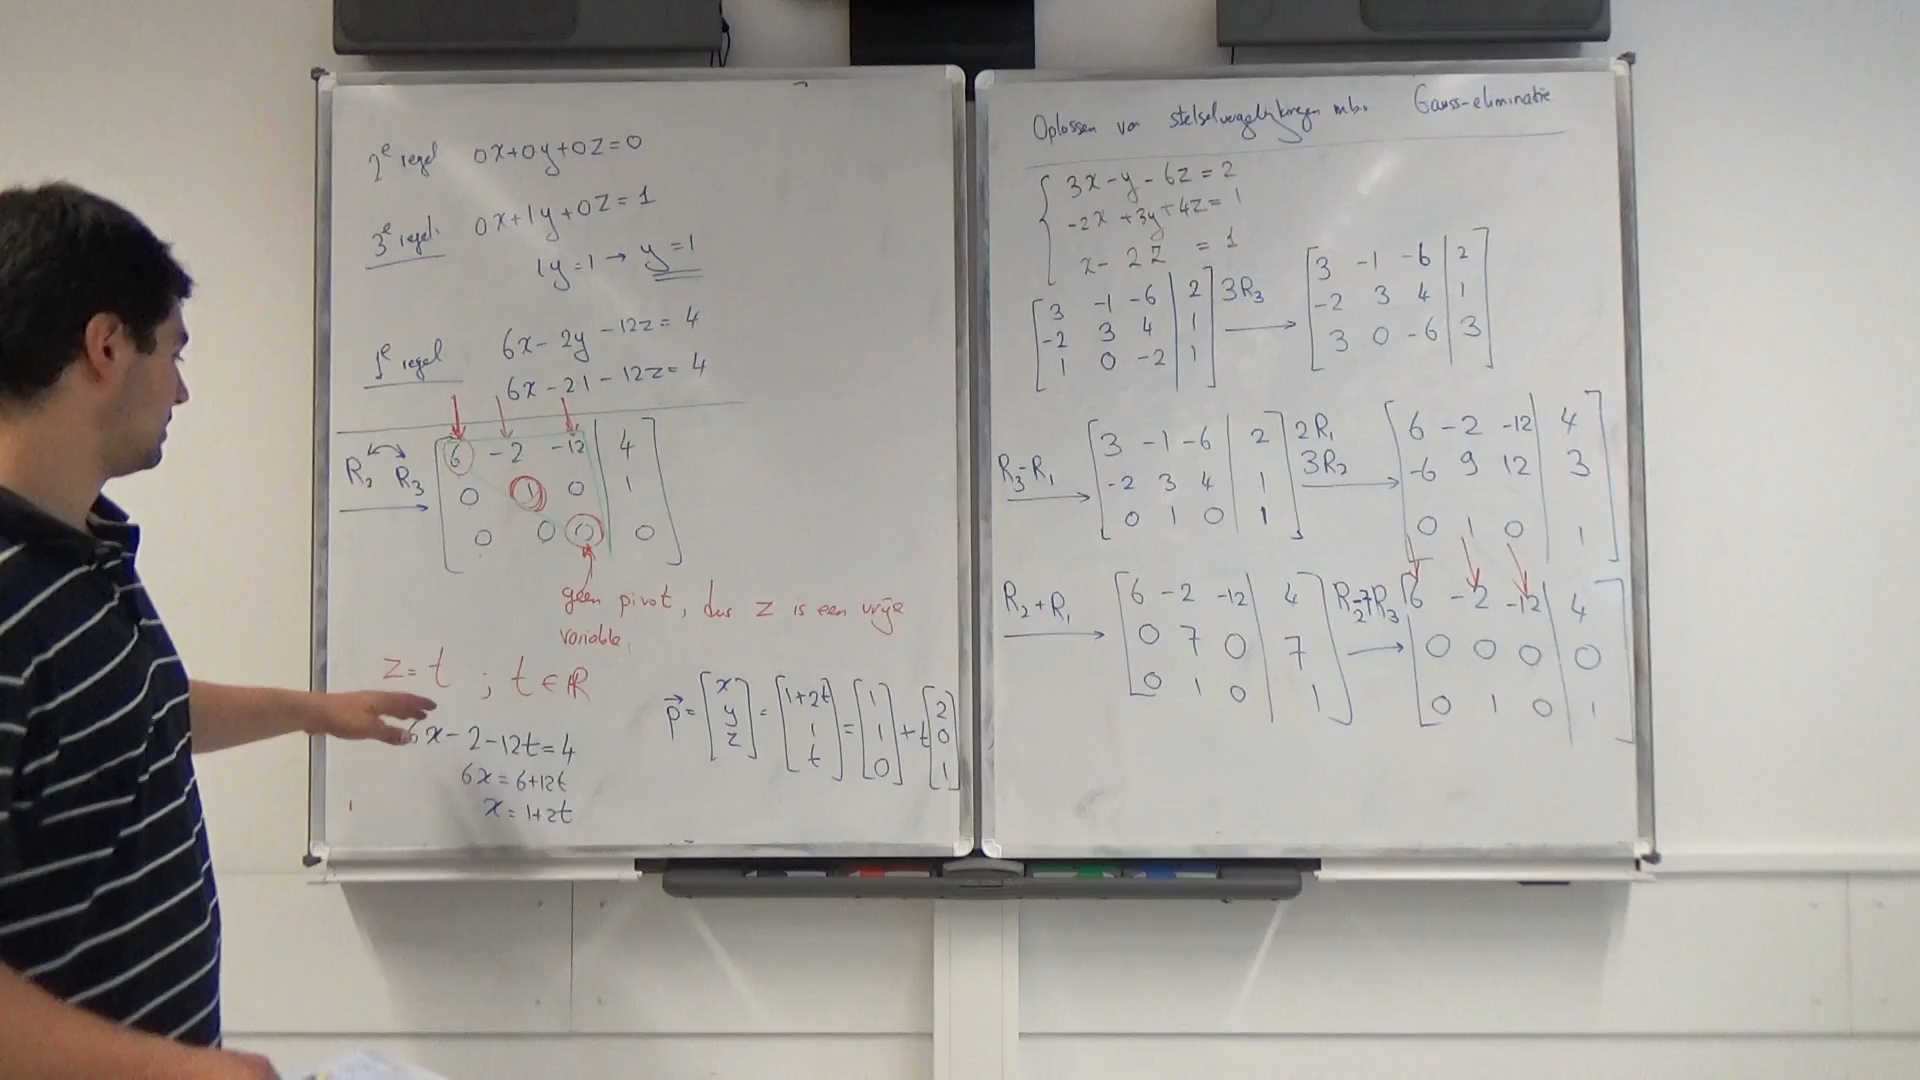 2e regel 0x+0y+0z=0
3e regel. 0x+1y+0z=1
1y=1 → y=1
1e regel 6x-2y-12z=4
6x-21-12z=4
R2 R3
6 -2 -12 | 4
0 1 0 | 1
0 0 0 | 0
geen pivot, dus z is een vrije
variable.
z=t ; t∈ℝ
6x-2-12t=4
6x=6+12t
x=1+2t
p = [x y z] = [1+2t 1 t] = [1 1 0] + t[2 0 1]
Oplossen van stelselvergelijkingen mbv Gauss-eliminatie
3x-y-6z=2
-2x+3y+4z=1
x-2z=1
3 -1 -6 | 2
-2 3 4 | 1
1 0 -2 | 1
3R3
3 -1 -6 | 2
-2 3 4 | 1
3 0 -6 | 3
R3-R1
3 -1 -6 | 2
-2 3 4 | 1
0 1 0 | 1
2R1
3R2
6 -2 -12 | 4
-6 9 12 | 3
0 1 0 | 1
R2+R1
6 -2 -12 | 4
0 7 0 | 7
0 1 0 | 1
R2-7R3
6 -2 -12 | 4
0 0 0 | 0
0 1 0 | 1